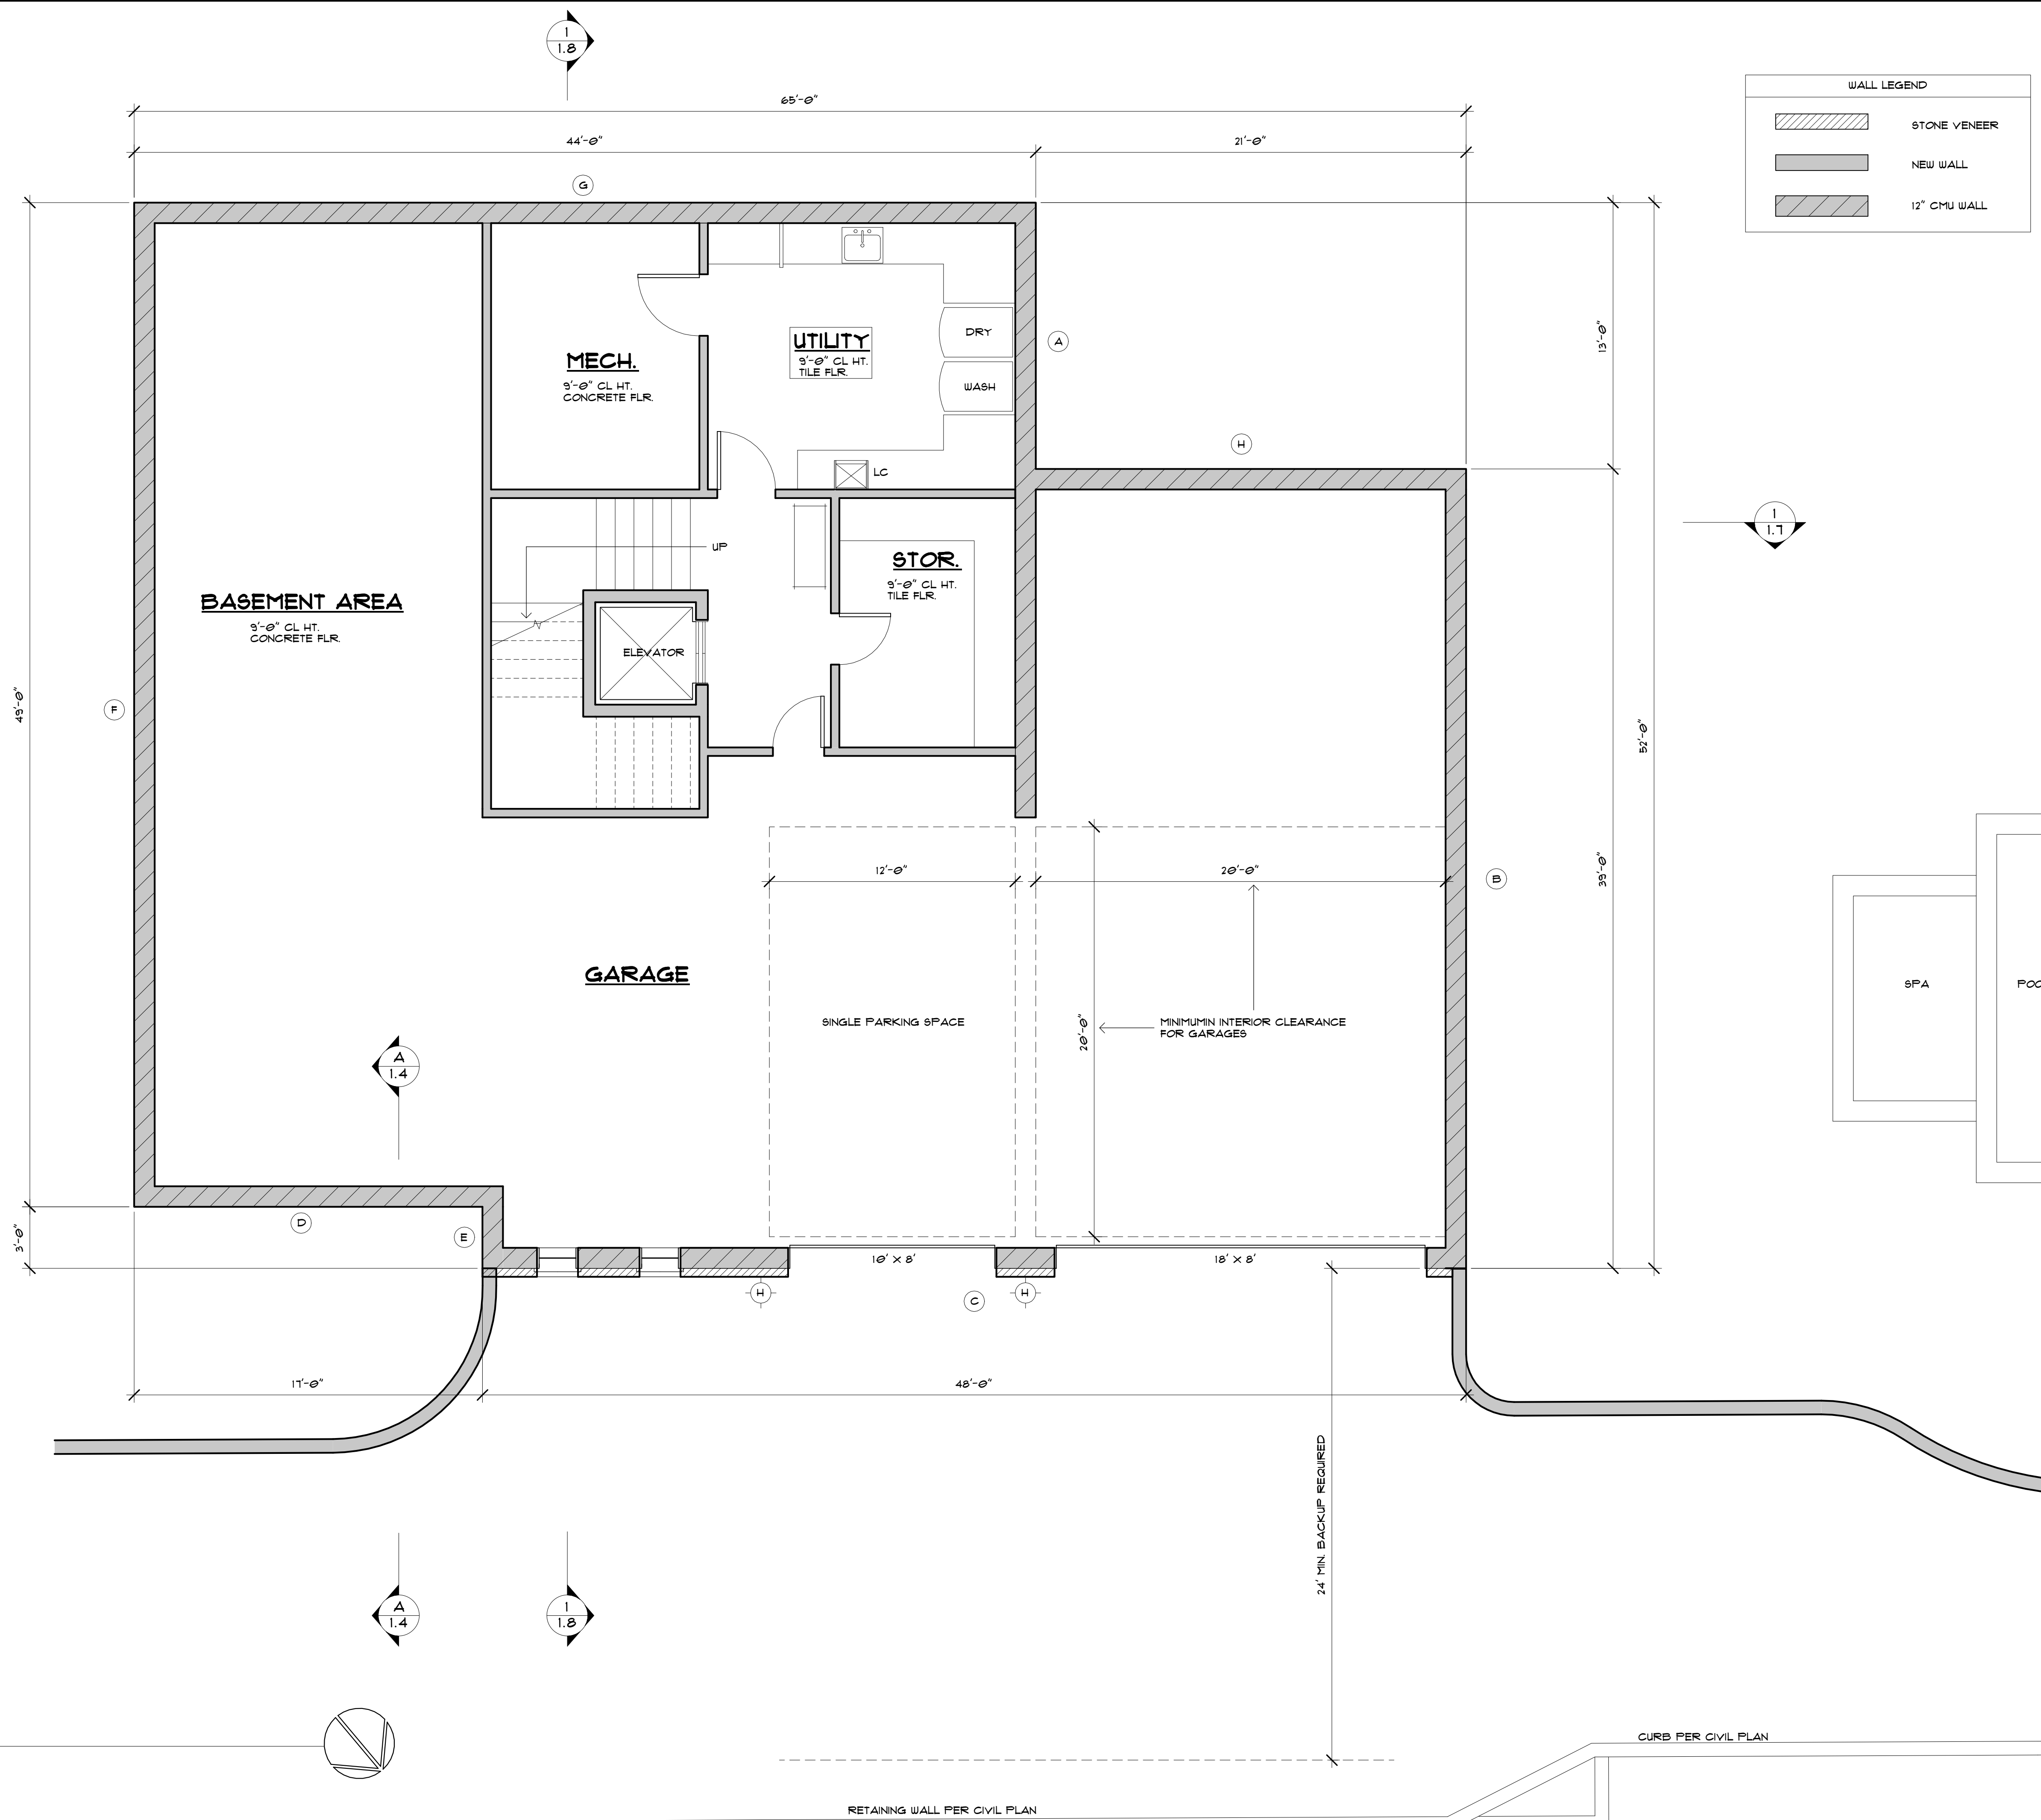 1
1.8
65'-0"
WALL LEGEND
STONE VENEER
NEW WALL
12" CMU WALL
44'-0"
21'-0"
G
DRY
A
WASH
UTILITY
9'-0" CL HT.
TILE FLR.
MECH.
9'-0" CL HT.
CONCRETE FLR.
13'-0"
H
LC
1
1.7
UP
STOR.
9'-0" CL HT.
TILE FLR.
BASEMENT AREA
9'-0" CL HT.
CONCRETE FLR.
ELEVATOR
49'-0"
F
52'-0"
39'-0"
B
12'-0"
20'-0"
GARAGE
SPA
SINGLE PARKING SPACE
20'-0"
MINIMUMIN INTERIOR CLEARANCE
FOR GARAGES
A
1.4
D
E
3'-0"
10' X 8'
18' X 8'
H
C
H
17'-0"
48'-0"
24' MIN. BACKUP REQUIRED
A
1.4
1
1.8
CURB PER CIVIL PLAN
RETAINING WALL PER CIVIL PLAN